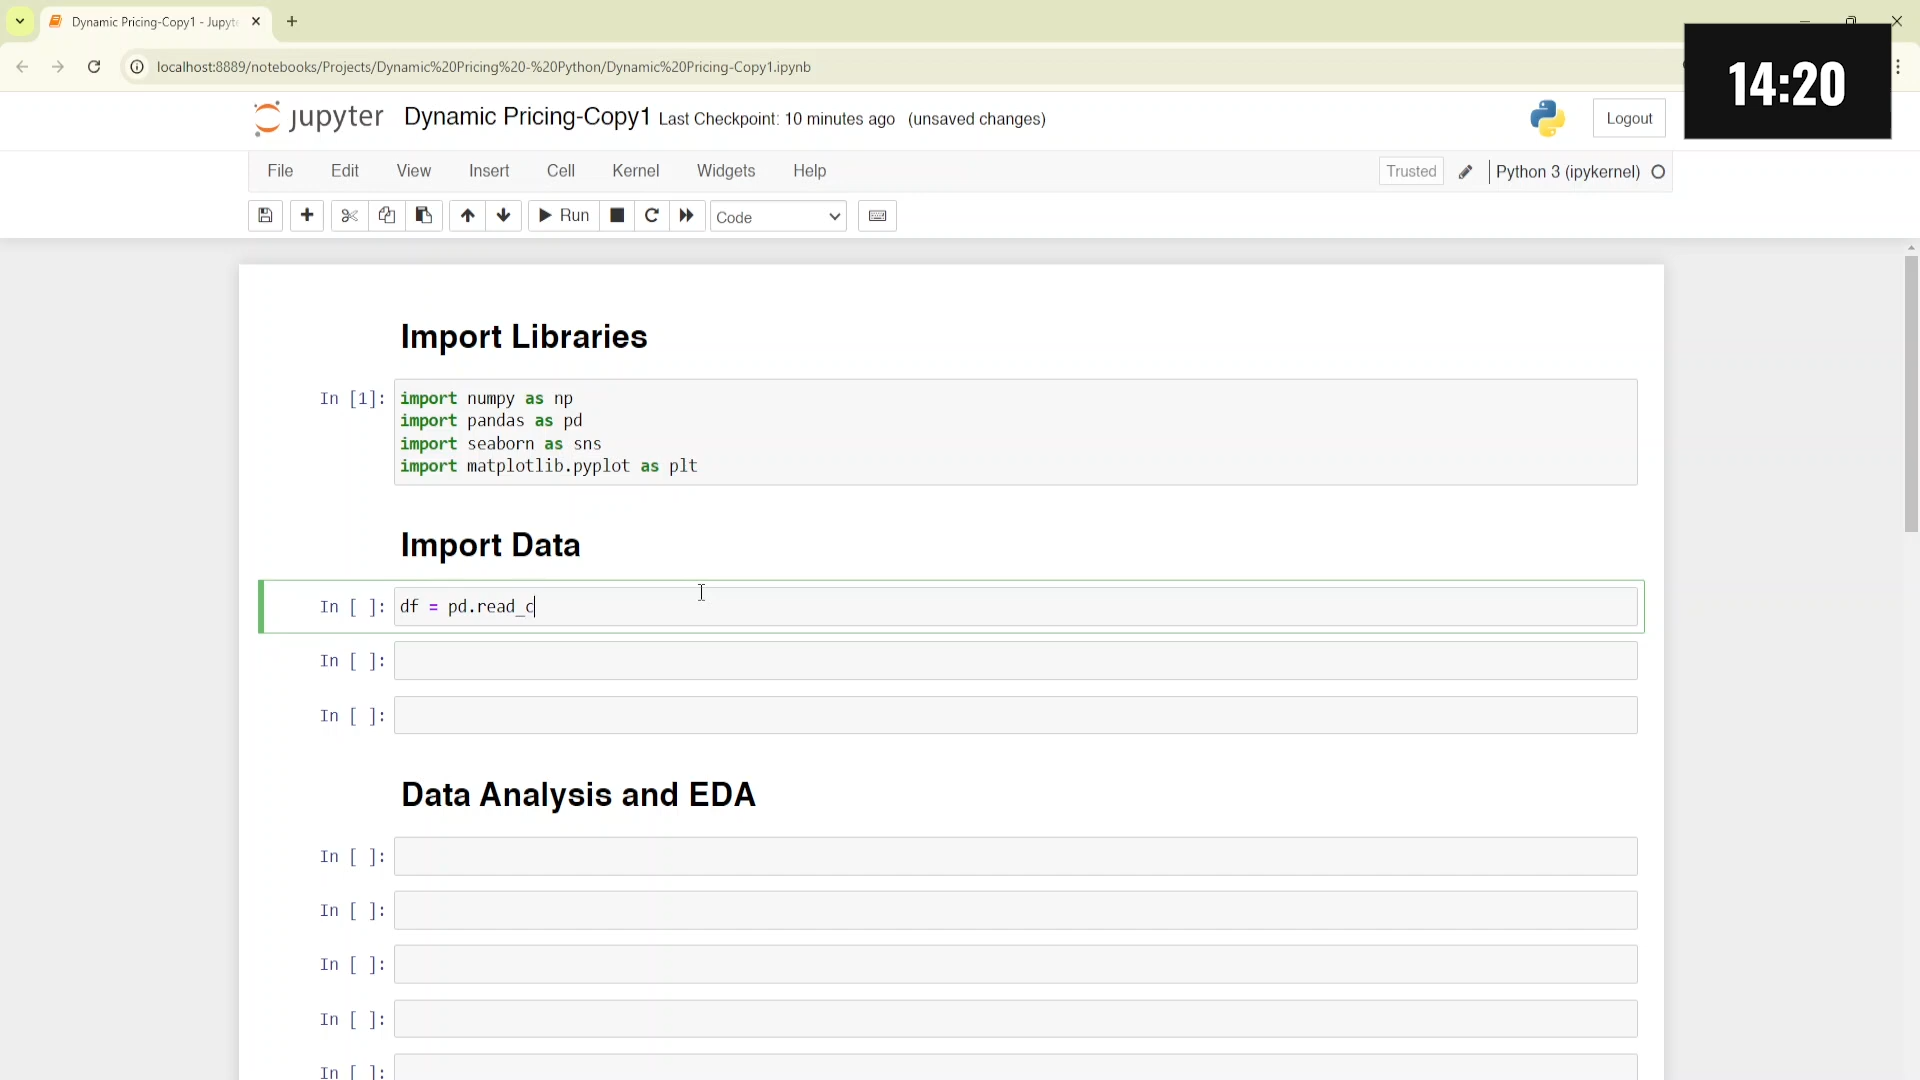 Dynamic Pricing-Copy1 - Jupyt
localhost:8889/notebooks/Projects/Dynamic%20Pricing%20-%20Python/Dynamic%20Pricing-Copy1.ipynb
14:20
jupyter Dynamic Pricing-Copy1 Last Checkpoint: 10 minutes ago (unsaved changes)
Logout
File Edit View Insert Cell Kernel Widgets Help
Trusted Python 3 (ipykernel)
Run Code
Import Libraries
In [1]: import numpy as np
import pandas as pd
import seaborn as sns
import matplotlib.pyplot as plt
Import Data
In [ ]: df = pd.read_c
In [ ]:
In [ ]:
Data Analysis and EDA
In [ ]:
In [ ]:
In [ ]:
In [ ]:
In [ ]: